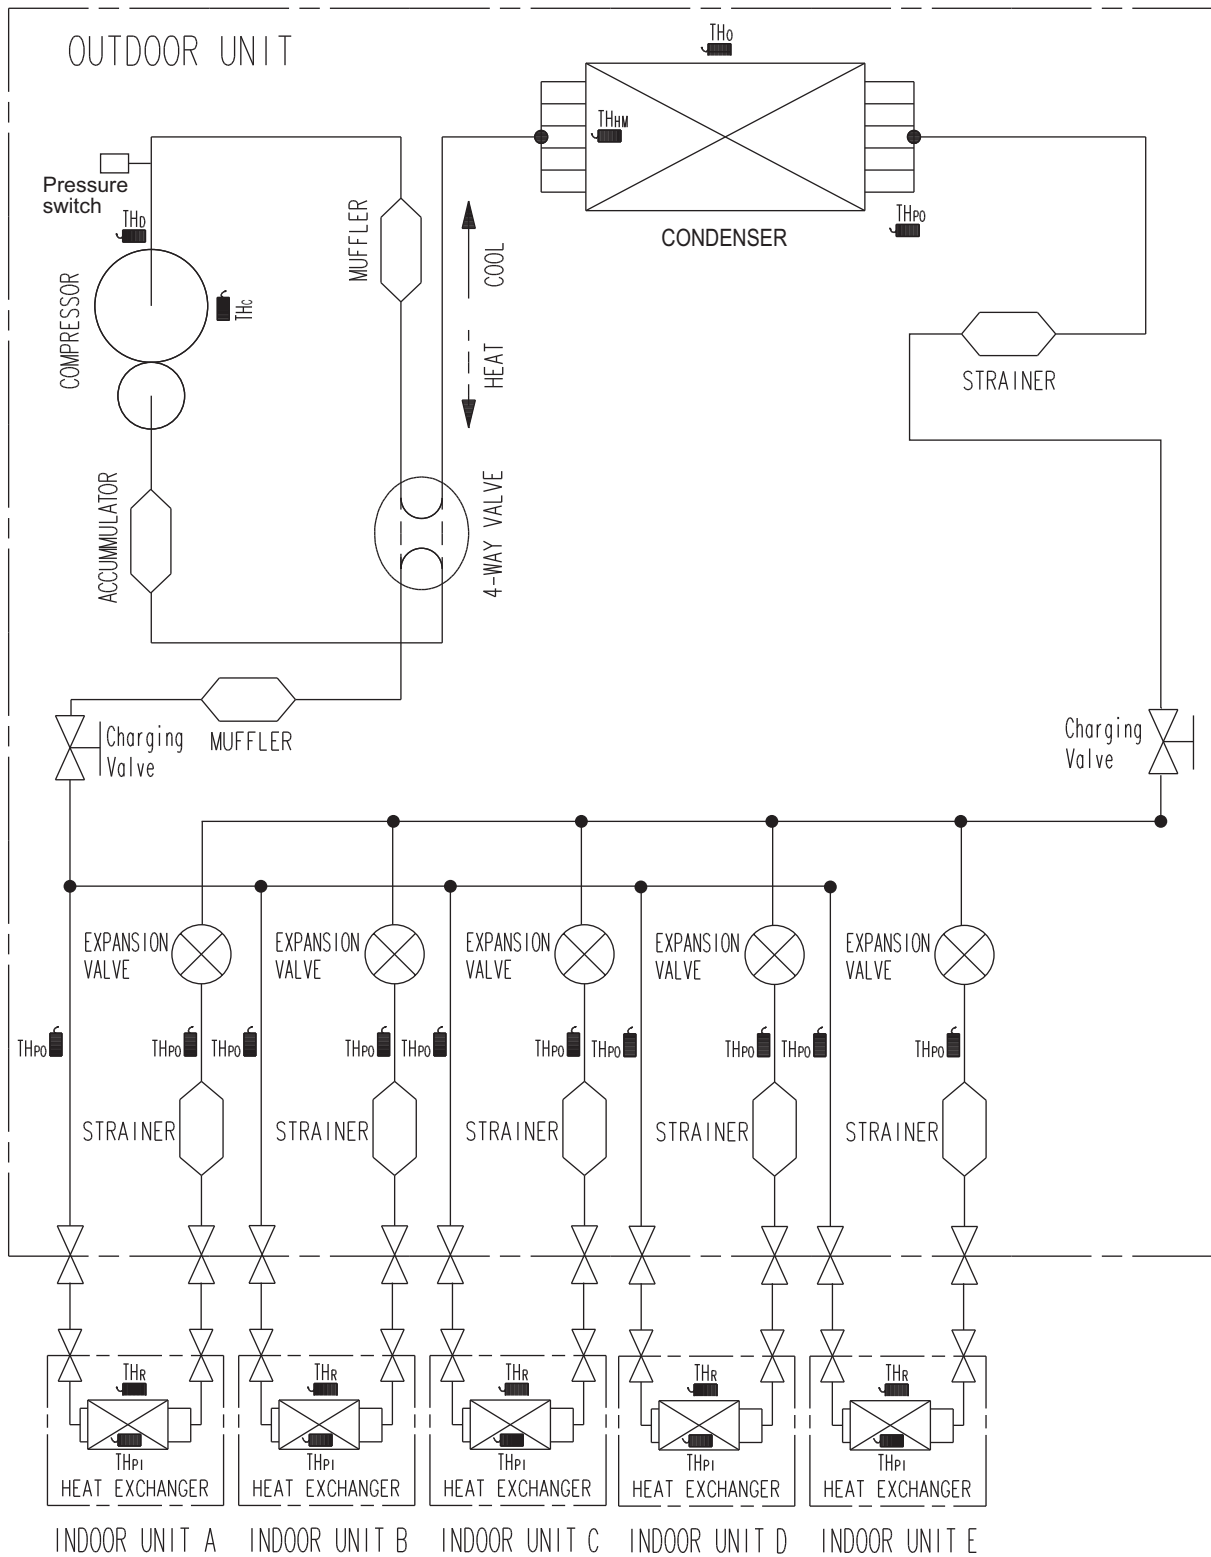 OUTDOOR UNIT
THO
THHM
Pressure
switch
THD
THPO
CONDENSER
MUFFLER
COOL
COMPRESSOR
THC
HEAT
STRAINER
ACCUMMULATOR
4-WAY VALVE
MUFFLER
Charging
Valve
Charging
Valve
EXPANSION
VALVE
EXPANSION
VALVE
EXPANSION
VALVE
EXPANSION
VALVE
EXPANSION
VALVE
THPO THPO THPO THPO THPO THPO THPO THPO THPO
STRAINER STRAINER STRAINER STRAINER STRAINER
THR THR THR THR THR
THPI THPI THPI THPI THPI
HEAT EXCHANGER HEAT EXCHANGER HEAT EXCHANGER HEAT EXCHANGER HEAT EXCHANGER
INDOOR UNIT A INDOOR UNIT B INDOOR UNIT C INDOOR UNIT D INDOOR UNIT E